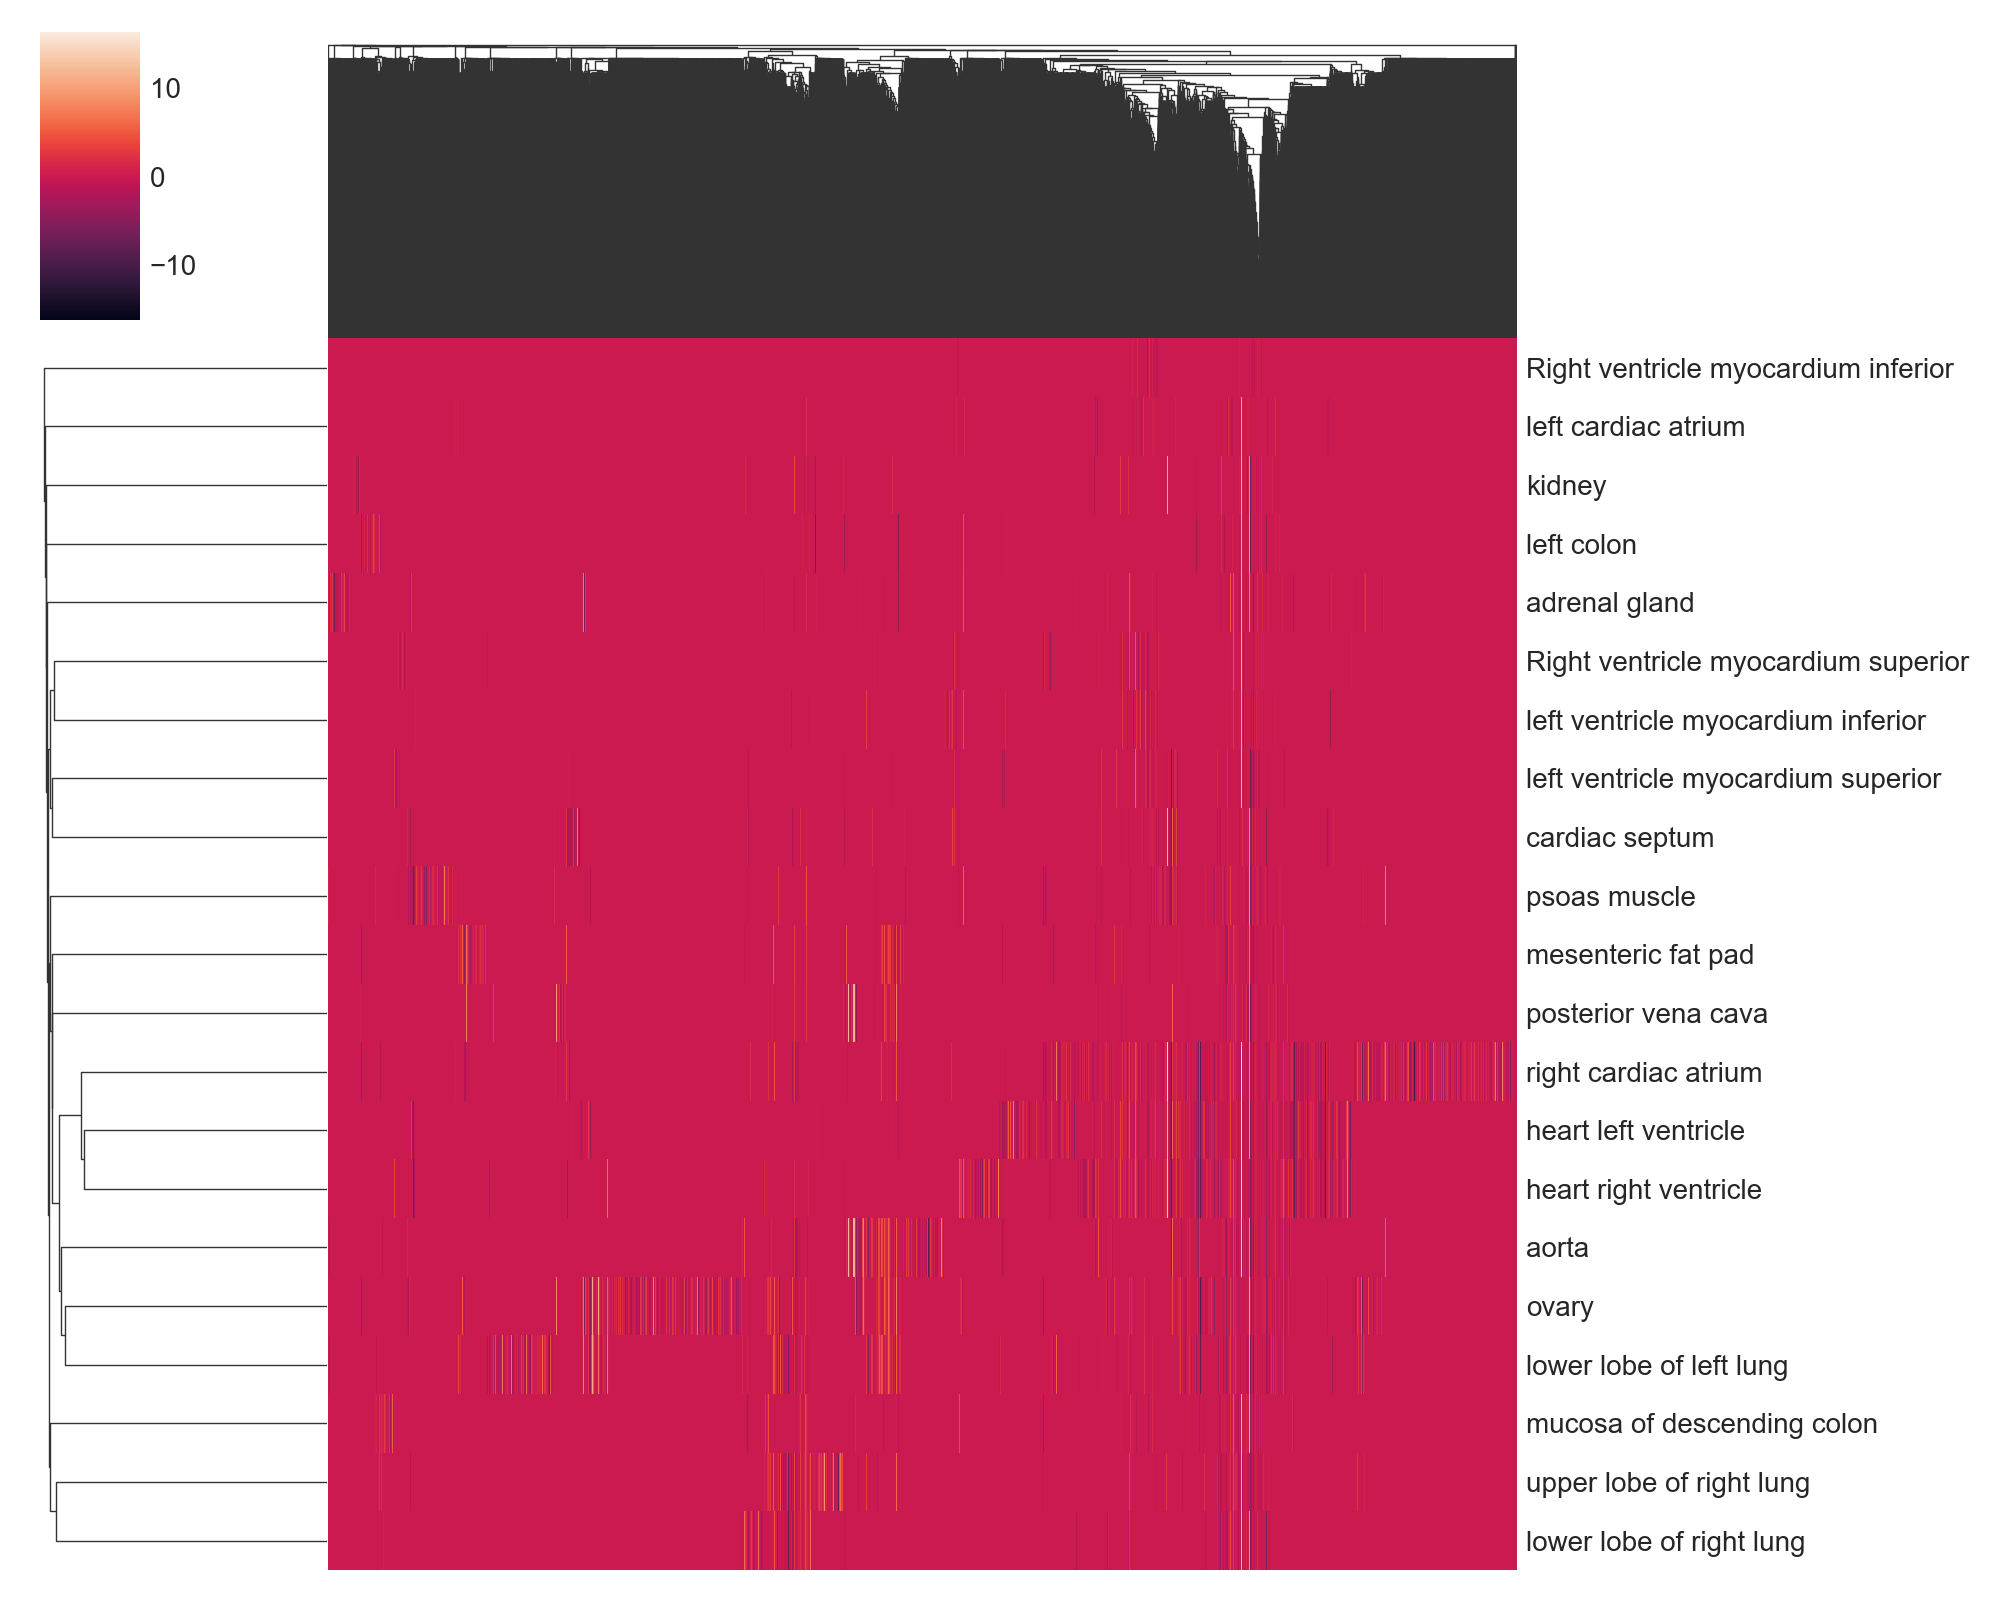 10
0
−10
Right ventricle myocardium inferior
left cardiac atrium
kidney
left colon
adrenal gland
Right ventricle myocardium superior
left ventricle myocardium inferior
left ventricle myocardium superior
cardiac septum
psoas muscle
mesenteric fat pad
posterior vena cava
right cardiac atrium
heart left ventricle
heart right ventricle
aorta
ovary
lower lobe of left lung
mucosa of descending colon
upper lobe of right lung
lower lobe of right lung